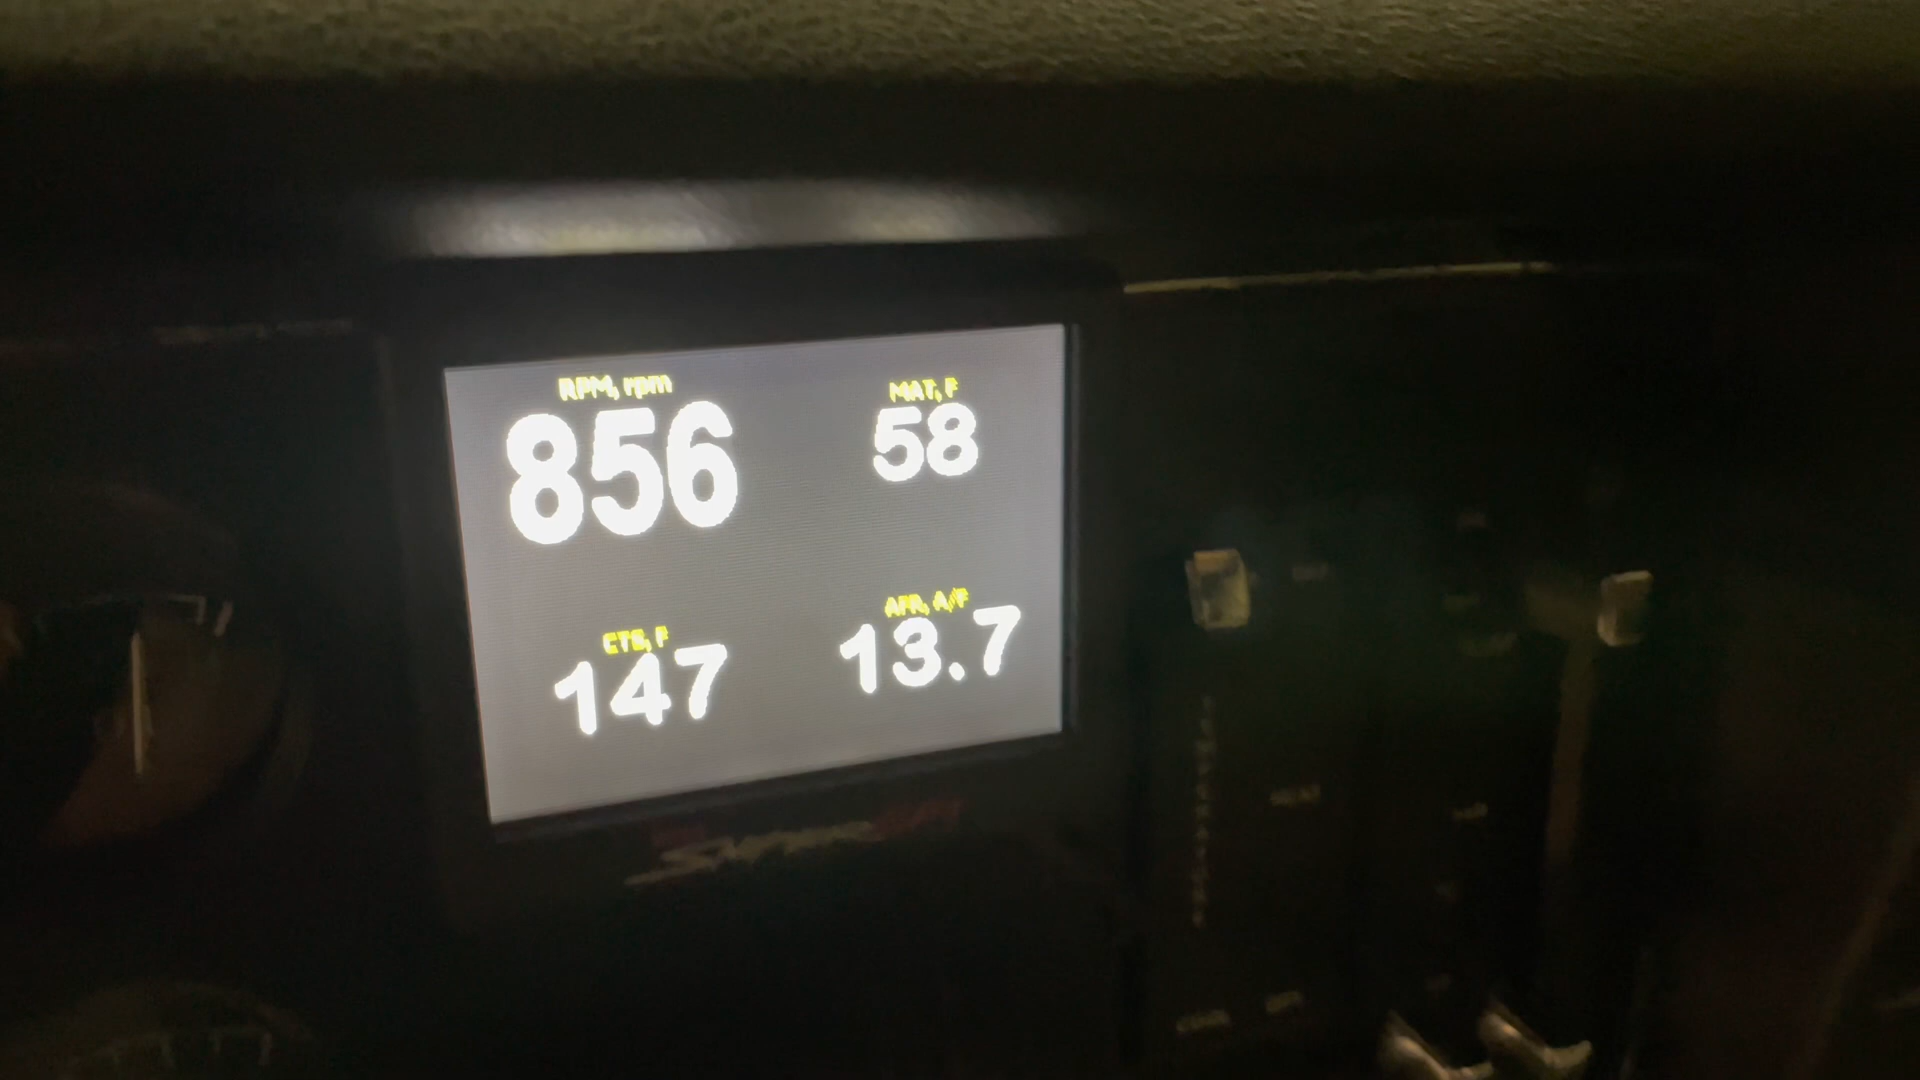 RPM, rpm
856
MAT, F
58
CTS, F
147
AFR, A/F
13.7